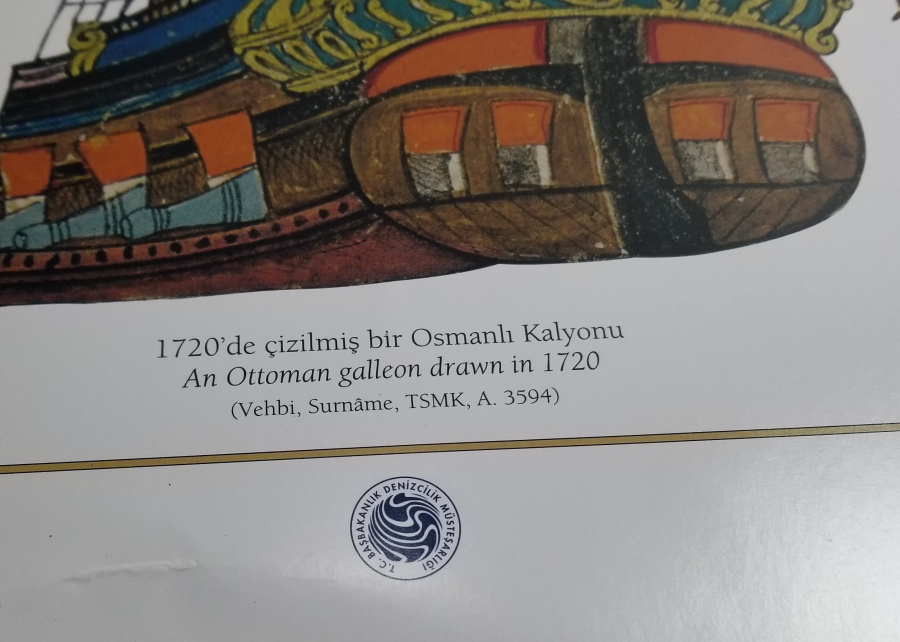 1720’de çizilmiş bir Osmanlı Kalyonu
An Ottoman galleon drawn in 1720
(Vehbi, Surnâme, TSMK, A. 3594)
T.C. BAŞBAKANLIK DENİZCİLİK MÜSTEŞARLIĞI